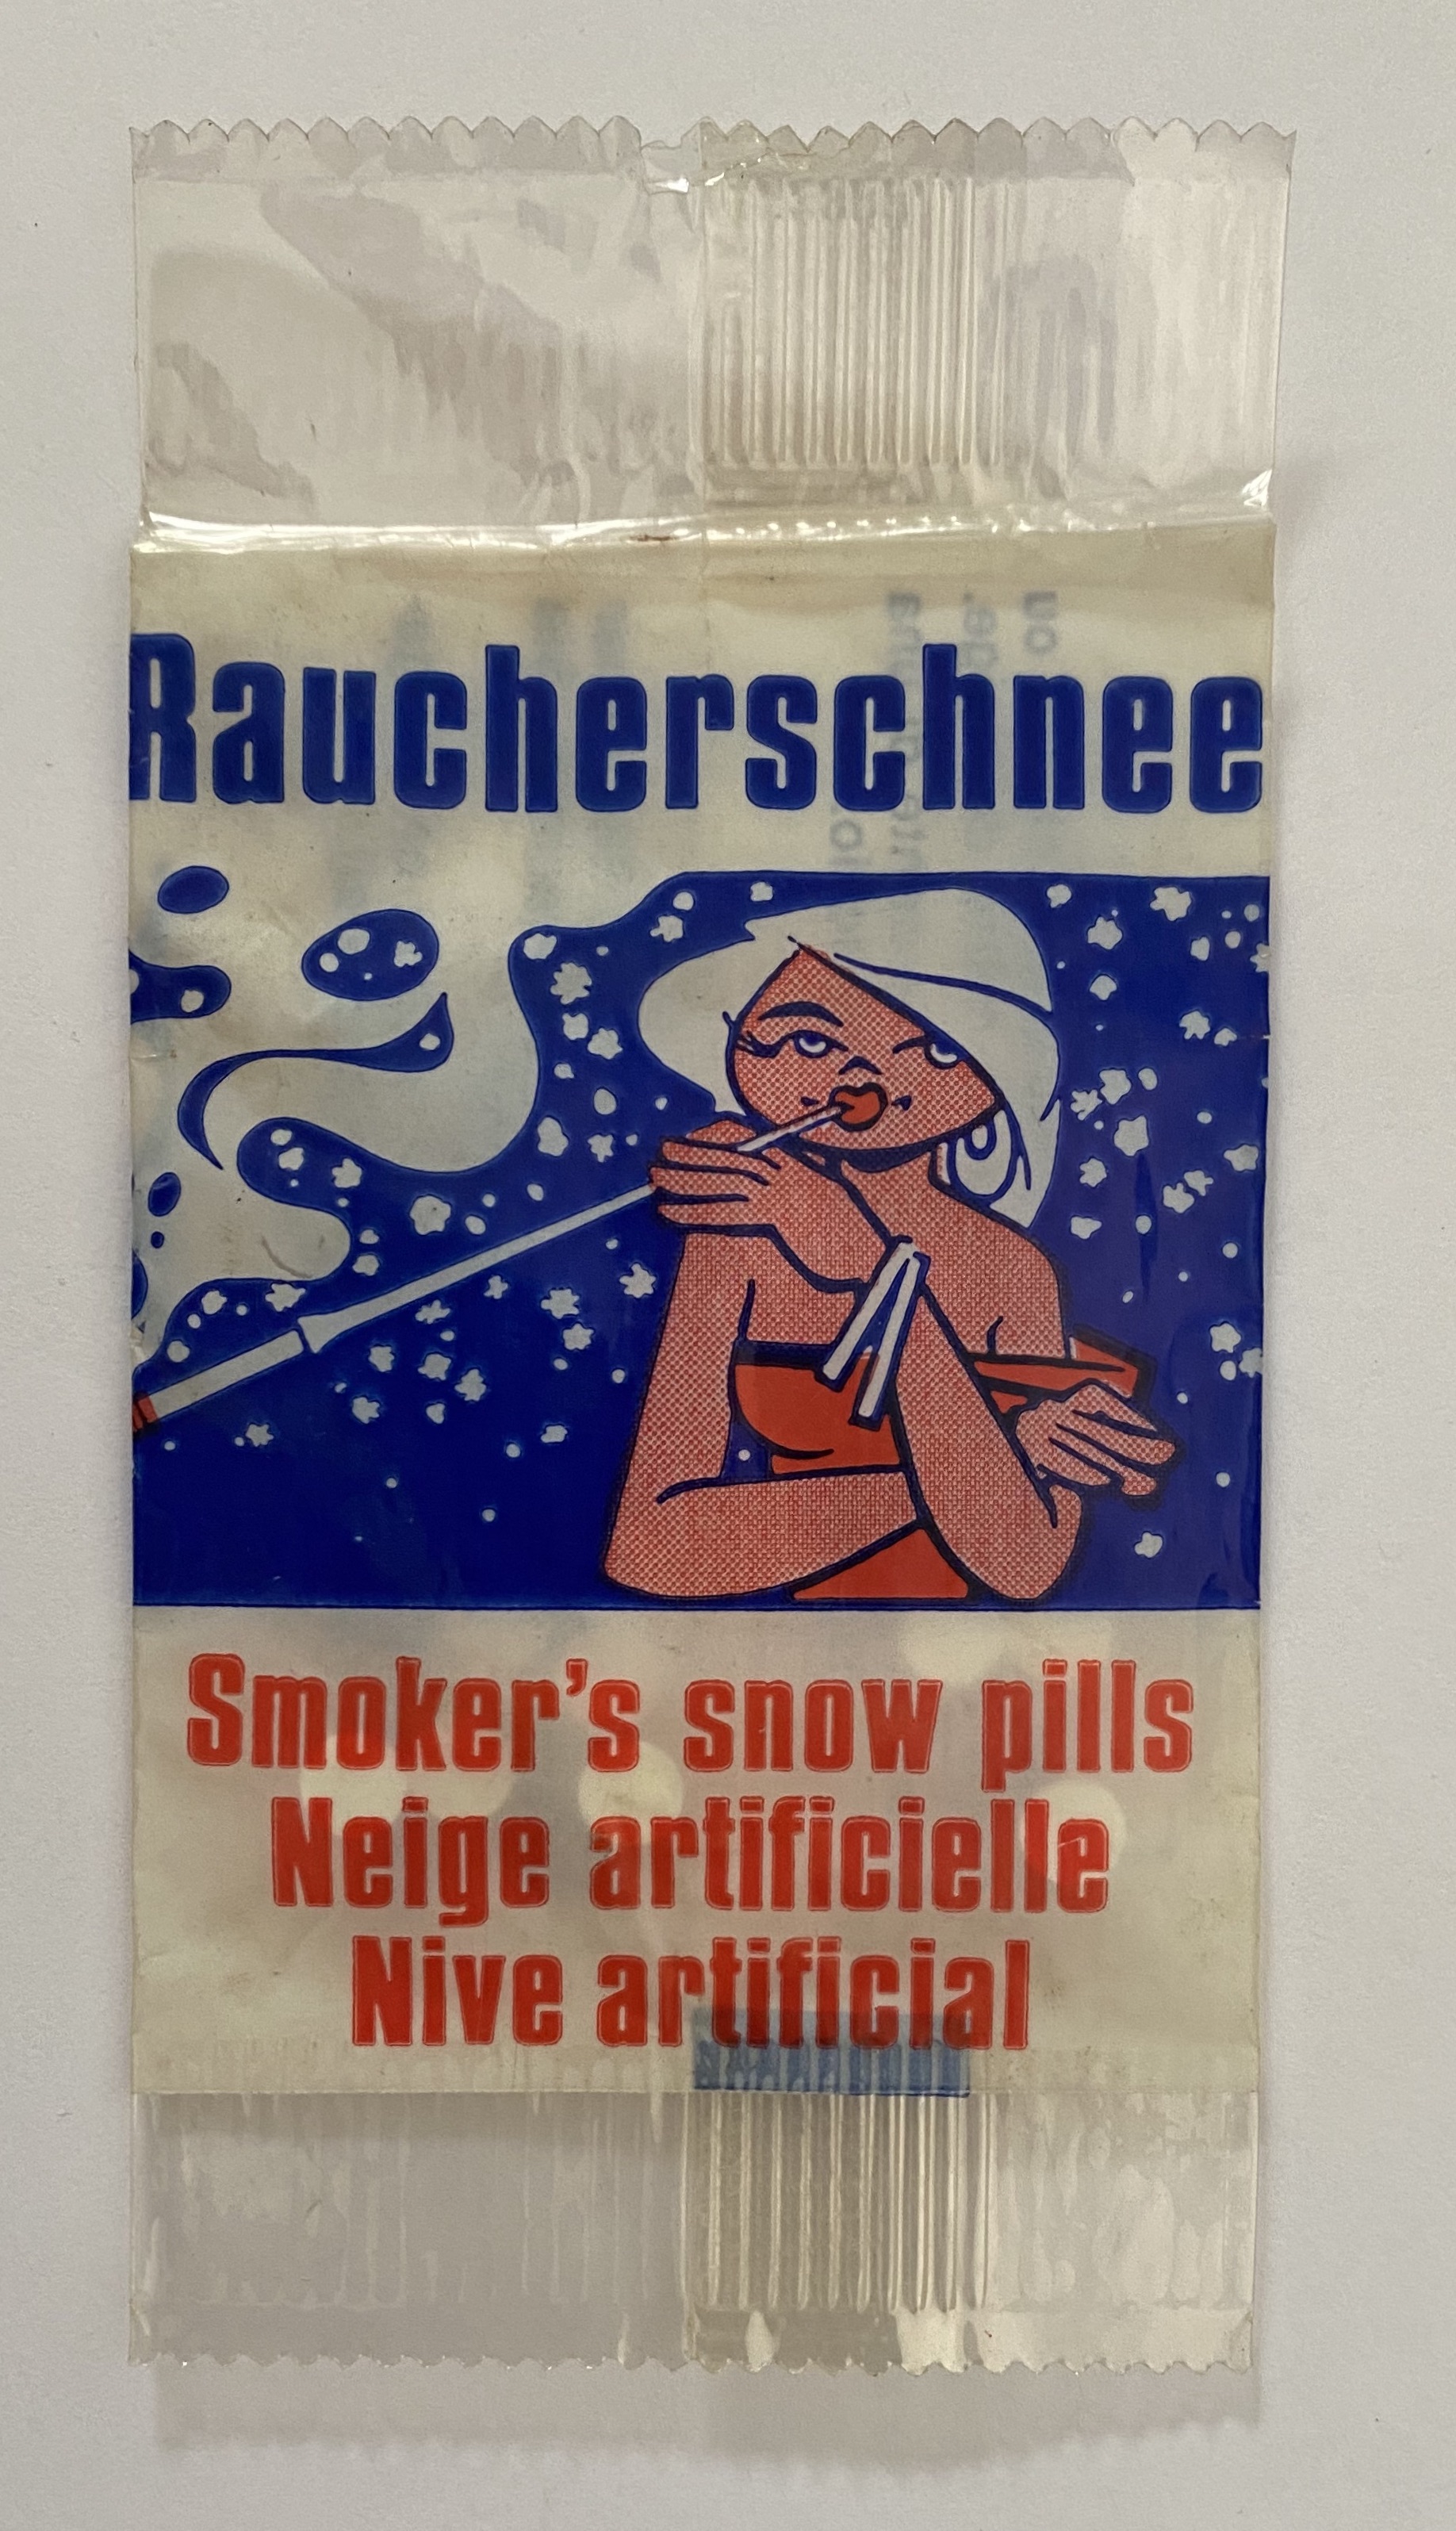 Raucherschnee
Smoker's snow pills
Neige artificielle
Nive artificial